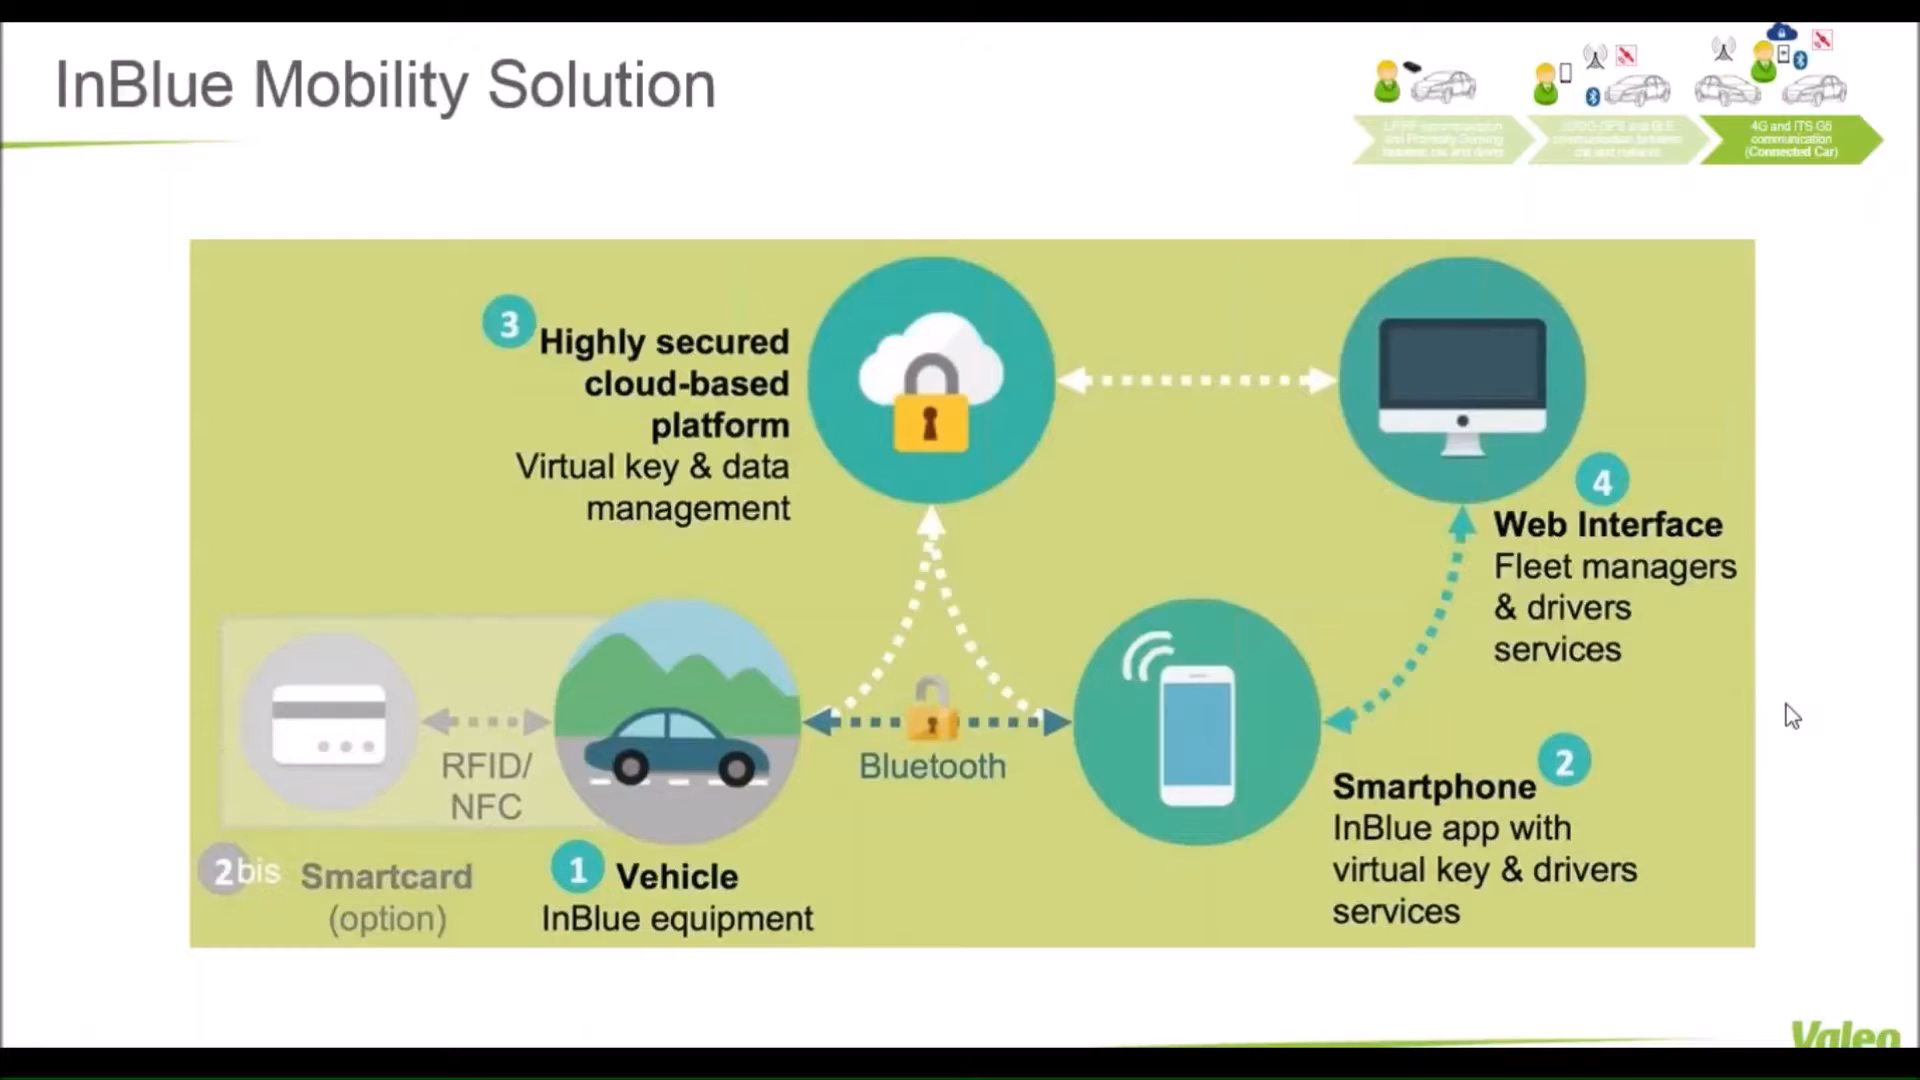 InBlue Mobility Solution
4G and ITS G5
communication
(Connected Car)
3
Highly secured
cloud-based
platform
Virtual key & data
management
4
Web Interface
Fleet managers
& drivers
services
RFID/
NFC
Bluetooth
2
Smartphone
InBlue app with
virtual key & drivers
services
2bis
Smartcard
(option)
1
Vehicle
InBlue equipment
Valeo